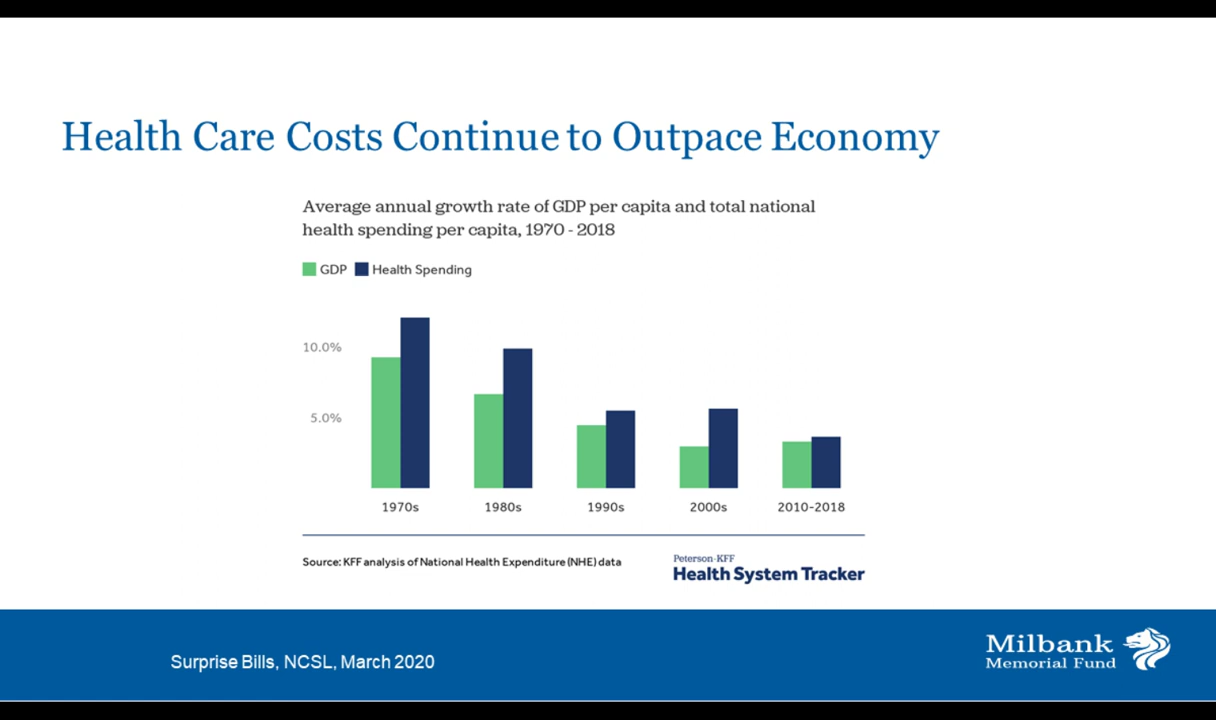 Health Care Costs Continue to Outpace Economy
Average annual growth rate of GDP per capita and total national
health spending per capita, 1970 - 2018
GDP Health Spending
10.0%
5.0%
1970s 1980s 1990s 2000s 2010-2018
Source: KFF analysis of National Health Expenditure (NHE) data
Peterson-KFF
Health System Tracker
Surprise Bills, NCSL, March 2020
Milbank
Memorial Fund